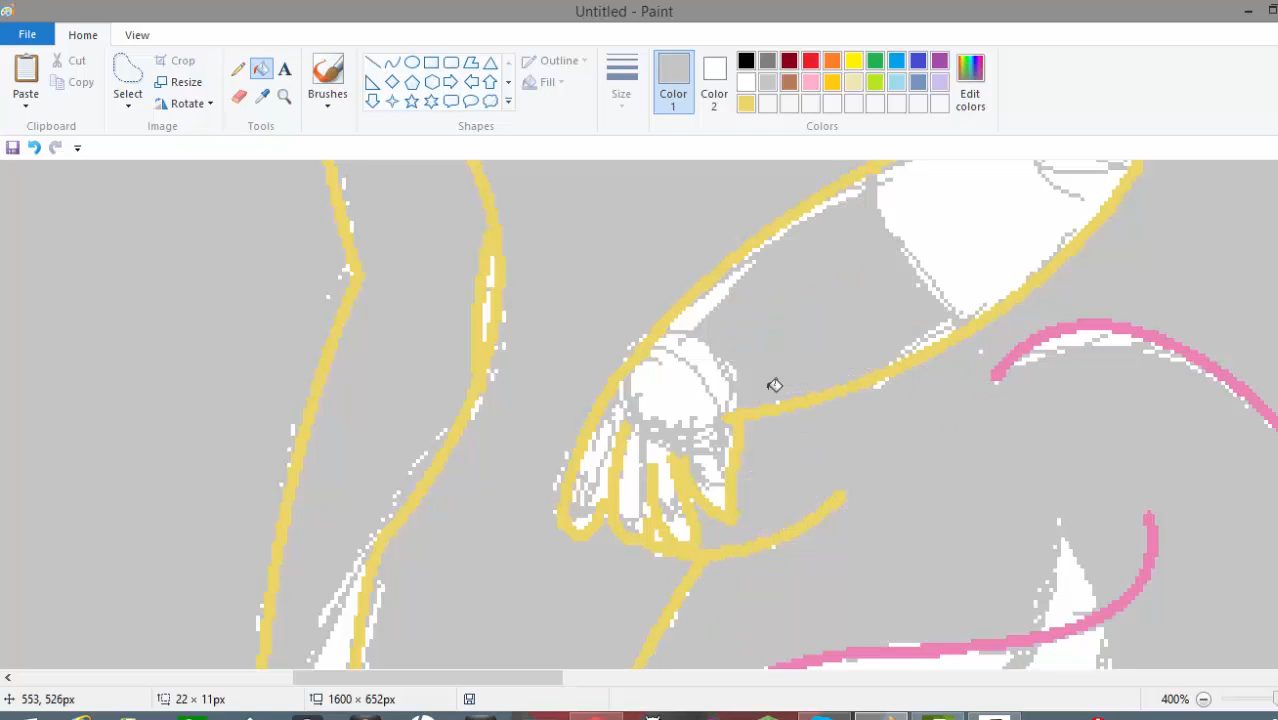 Untitled - Paint
File Home View
Paste
Cut
Copy
Clipboard
Select
Crop
Resize
Rotate
Image
A
Tools
Brushes
Outline
Fill
Shapes
Size
Color 1
Color 2
Edit colors
Colors
553, 526px
22 × 11px
1600 × 652px
400%